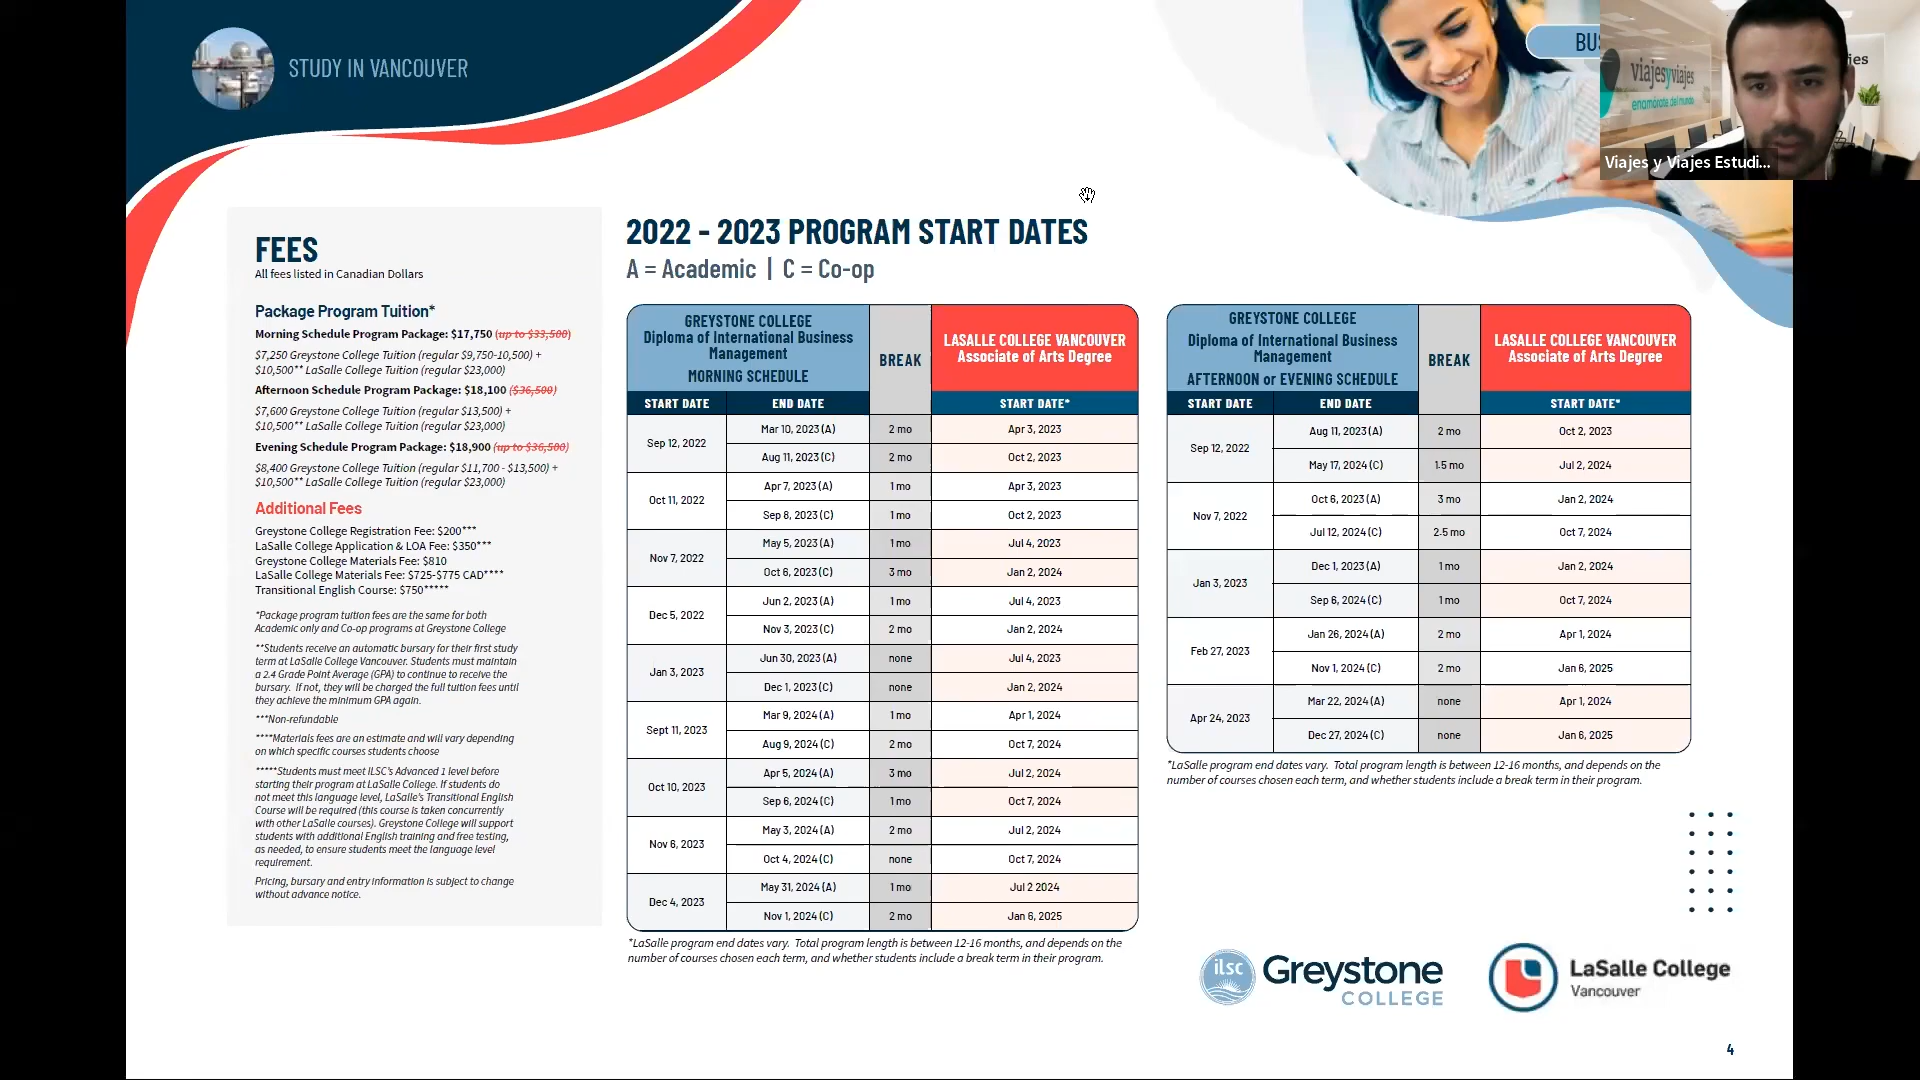 STUDY IN VANCOUVER
BUS
viajesyviajes
enamórate del mundo
jes
Viajes y Viajes Estudi...
FEES
All fees listed in Canadian Dollars
Package Program Tuition*
Morning Schedule Program Package: $17,750 (up to $33,500)
$7,250 Greystone College Tuition (regular $9,750-10,500) +
$10,500** LaSalle College Tuition (regular $23,000)
Afternoon Schedule Program Package: $18,100 ($36,500)
$7,600 Greystone College Tuition (regular $13,500) +
$10,500** LaSalle College Tuition (regular $23,000)
Evening Schedule Program Package: $18,900 (up to $36,500)
$8,400 Greystone College Tuition (regular $11,700 - $13,500) +
$10,500** LaSalle College Tuition (regular $23,000)
Additional Fees
Greystone College Registration Fee: $200***
LaSalle College Application & LOA Fee: $350***
Greystone College Materials Fee: $810
LaSalle College Materials Fee: $725-$775 CAD****
Transitional English Course: $750*****
*Package program tuition fees are the same for both
Academic only and Co-op programs at Greystone College
**Students receive an automatic bursary for their first study
term at LaSalle College Vancouver. Students must maintain
a 2.4 Grade Point Average (GPA) to continue to receive the
bursary. If not, they will be charged the full tuition fees until
they achieve the minimum GPA again.
***Non-refundable
****Materials fees are an estimate and will vary depending
on which specific courses students choose
*****Students must meet ILSC's Advanced 1 level before
starting their program at LaSalle College. If students do
not meet this language level, LaSalle's Transitional English
Course will be required (this course is taken concurrently
with other LaSalle courses). Greystone College will support
students with additional English training and free testing,
as needed, to ensure students meet the language level
requirement.
Pricing, bursary and entry information is subject to change
without advance notice.
2022 - 2023 PROGRAM START DATES
A = Academic | C = Co-op
GREYSTONE COLLEGE
Diploma of International Business
Management
MORNING SCHEDULE
BREAK
LASALLE COLLEGE VANCOUVER
Associate of Arts Degree
START DATE END DATE START DATE*
Sep 12, 2022 Mar 10, 2023 (A) 2 mo Apr 3, 2023
Aug 11, 2023 (C) 2 mo Oct 2, 2023
Oct 11, 2022 Apr 7, 2023 (A) 1 mo Apr 3, 2023
Sep 8, 2023 (C) 1 mo Oct 2, 2023
Nov 7, 2022 May 5, 2023 (A) 1 mo Jul 4, 2023
Oct 6, 2023 (C) 3 mo Jan 2, 2024
Dec 5, 2022 Jun 2, 2023 (A) 1 mo Jul 4, 2023
Nov 3, 2023 (C) 2 mo Jan 2, 2024
Jan 3, 2023 Jun 30, 2023 (A) none Jul 4, 2023
Dec 1, 2023 (C) none Jan 2, 2024
Sept 11, 2023 Mar 9, 2024 (A) 1 mo Apr 1, 2024
Aug 9, 2024 (C) 2 mo Oct 7, 2024
Oct 10, 2023 Apr 5, 2024 (A) 3 mo Jul 2, 2024
Sep 6, 2024 (C) 1 mo Oct 7, 2024
Nov 6, 2023 May 3, 2024 (A) 2 mo Jul 2, 2024
Oct 4, 2024 (C) none Oct 7, 2024
Dec 4, 2023 May 31, 2024 (A) 1 mo Jul 2 2024
Nov 1, 2024 (C) 2 mo Jan 6, 2025
*LaSalle program end dates vary. Total program length is between 12-16 months, and depends on the
number of courses chosen each term, and whether students include a break term in their program.
GREYSTONE COLLEGE
Diploma of International Business
Management
AFTERNOON or EVENING SCHEDULE
BREAK
LASALLE COLLEGE VANCOUVER
Associate of Arts Degree
START DATE END DATE START DATE*
Sep 12, 2022 Aug 11, 2023 (A) 2 mo Oct 2, 2023
May 17, 2024 (C) 1.5 mo Jul 2, 2024
Nov 7, 2022 Oct 6, 2023 (A) 3 mo Jan 2, 2024
Jul 12, 2024 (C) 2.5 mo Oct 7, 2024
Jan 3, 2023 Dec 1, 2023 (A) 1 mo Jan 2, 2024
Sep 6, 2024 (C) 1 mo Oct 7, 2024
Feb 27, 2023 Jan 26, 2024 (A) 2 mo Apr 1, 2024
Nov 1, 2024 (C) 2 mo Jan 6, 2025
Apr 24, 2023 Mar 22, 2024 (A) none Apr 1, 2024
Dec 27, 2024 (C) none Jan 6, 2025
*LaSalle program end dates vary. Total program length is between 12-16 months, and depends on the
number of courses chosen each term, and whether students include a break term in their program.
ilsc Greystone
COLLEGE
LaSalle College
Vancouver
4